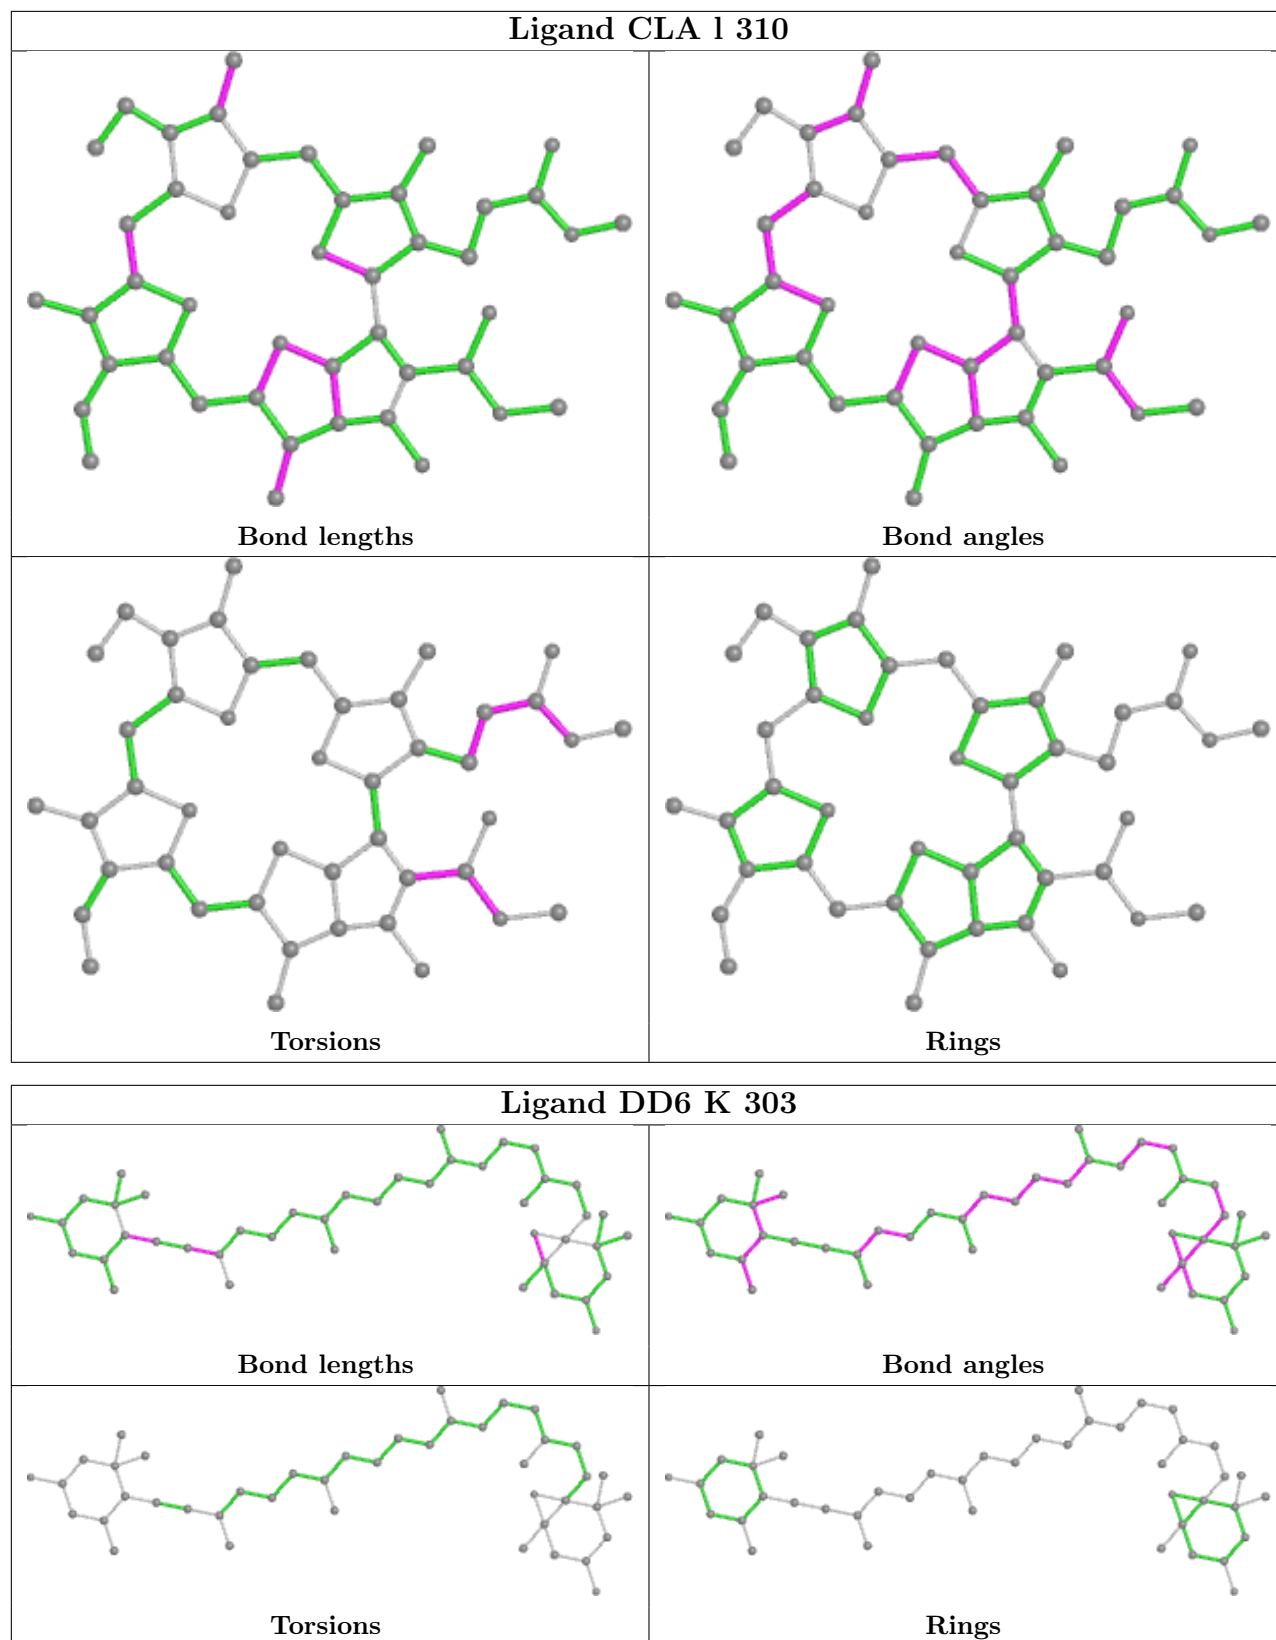 Ligand CLA l 310
Bond lengths
Bond angles
Torsions
Rings
Ligand DD6 K 303
Bond lengths
Bond angles
Torsions
Rings